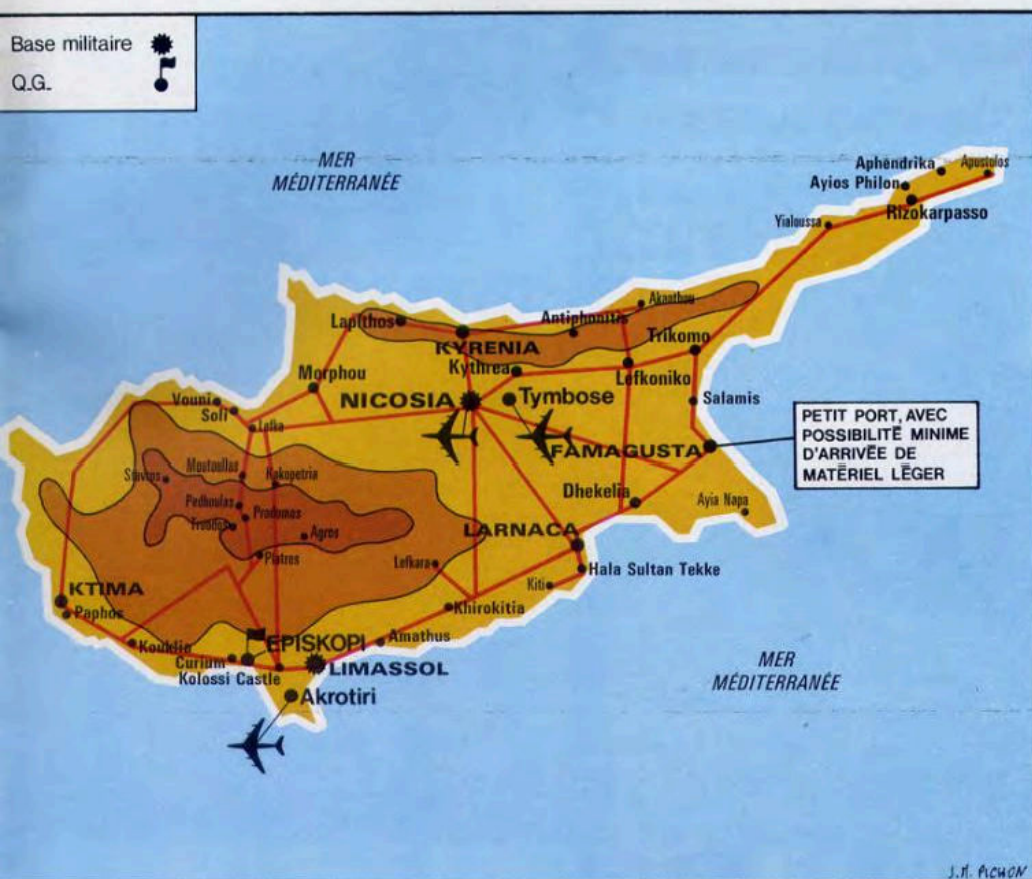 Base militaire
Q.G.
MER
MÉDITERRANÉE
Aphendrika
Apostolos
Ayios Philon
Rizokarpasso
Yialoussa
Akanthou
Lapithos
Antiphonitis
KYRENIA
Trikomo
Kythrea
Lefkoniko
Morphou
NICOSIA
Tymbose
Salamis
Vouni
Soli
Lefka
FAMAGUSTA
PETIT PORT, AVEC
POSSIBILITÉ MINIME
D'ARRIVÉE DE
MATÉRIEL LÉGER
Moutoullas
Kakopetria
Stavros
Dhekelia
Ayia Napa
Pedhoulas
Prodomos
Troodos
Agros
LARNACA
Platres
Lefkara
Hala Sultan Tekke
Kiti
KTIMA
Paphos
Khirokitia
Kouklia
EPISKOPI
Amathus
Curium
Kolossi Castle
LIMASSOL
Akrotiri
MER
MÉDITERRANÉE
J.M. PICHON